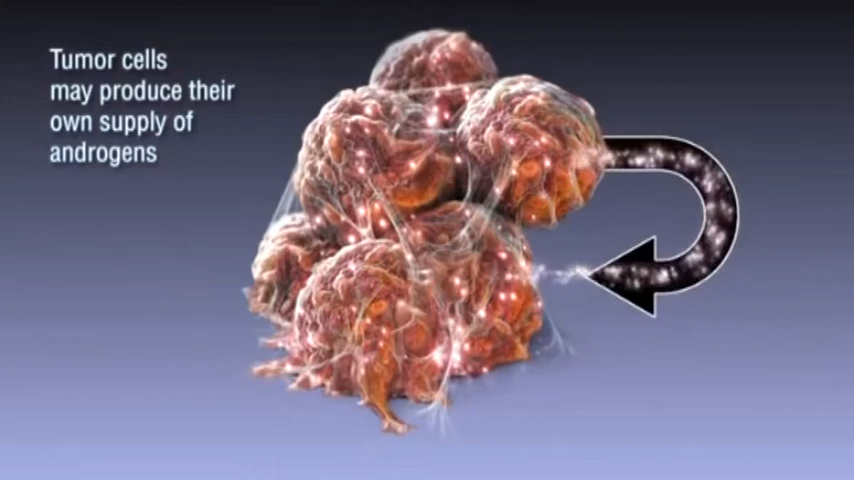 Tumor cells
may produce their
own supply of
androgens